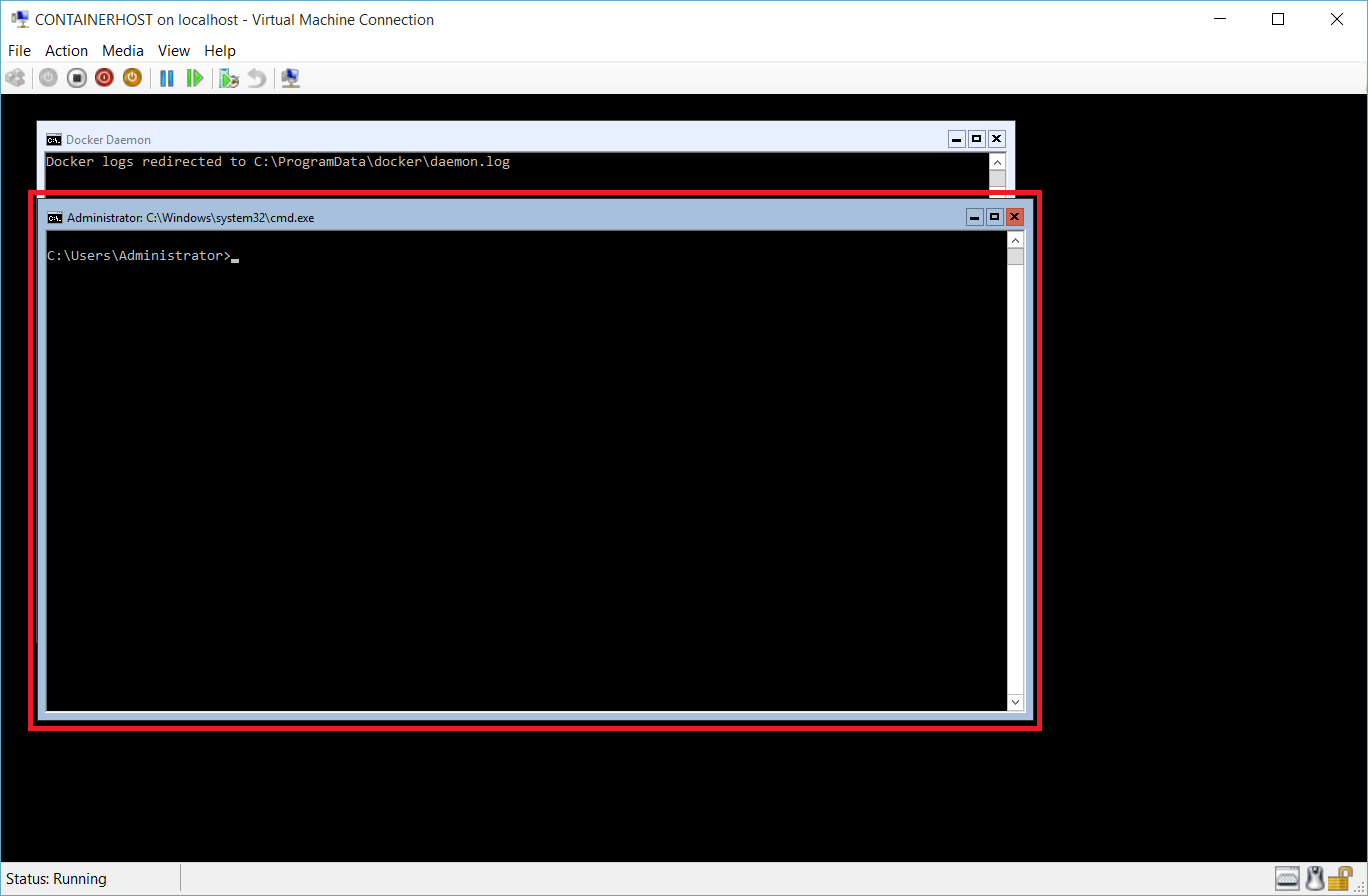 CONTAINERHOST on localhost - Virtual Machine Connection
File Action Media View Help
Docker Daemon
Docker logs redirected to C:\ProgramData\docker\daemon.log
Administrator: C:\Windows\system32\cmd.exe
C:\Users\Administrator>
Status: Running